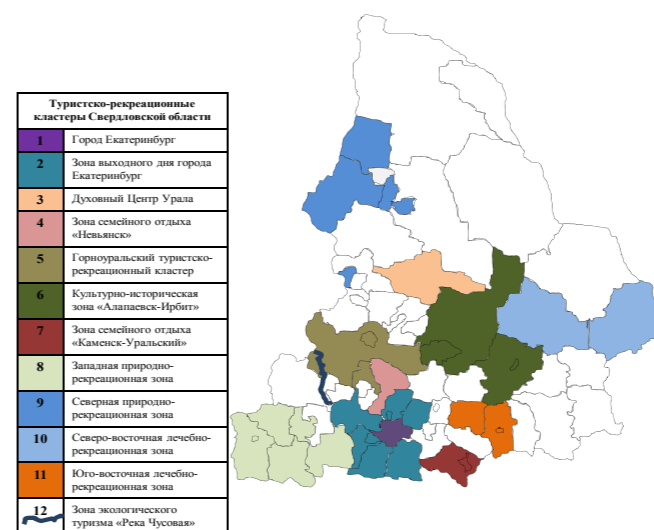 Туристско-рекреационные
кластеры Свердловской области
1
Город Екатеринбург
2
Зона выходного дня города
Екатеринбург
3
Духовный Центр Урала
4
Зона семейного отдыха
«Невьянск»
5
Горноуральский туристско-
рекреационный кластер
6
Культурно-историческая
зона «Алапаевск-Ирбит»
7
Зона семейного отдыха
«Каменск-Уральский»
8
Западная природно-
рекреационная зона
9
Северная природно-
рекреационная зона
10
Северо-восточная лечебно-
рекреационная зона
11
Юго-восточная лечебно-
рекреационная зона
12
Зона экологического
туризма «Река Чусовая»